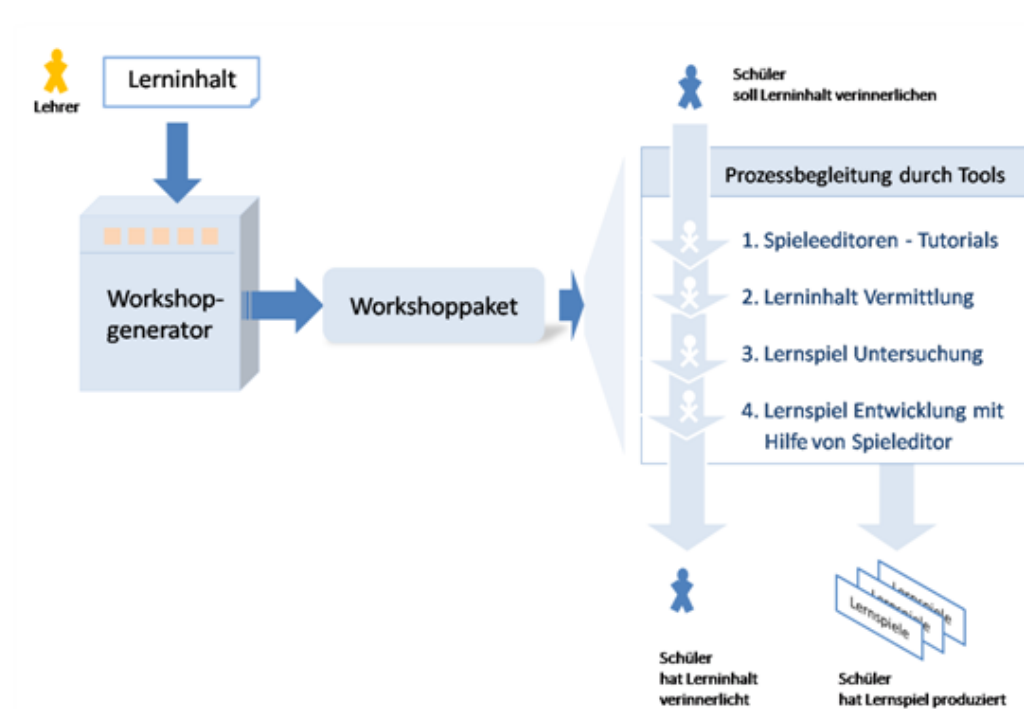 Lehrer
Lerninhalt
Workshop-
generator
Workshoppaket
Schüler
soll Lerninhalt verinnerlichen
Prozessbegleitung durch Tools
1. Spieleeditoren - Tutorials
2. Lerninhalt Vermittlung
3. Lernspiel Untersuchung
4. Lernspiel Entwicklung mit
Hilfe von Spieleditor
Schüler
hat Lerninhalt
verinnerlicht
Lernspiele
Lernspiele
Lernspiele
Schüler
hat Lernspiel produziert